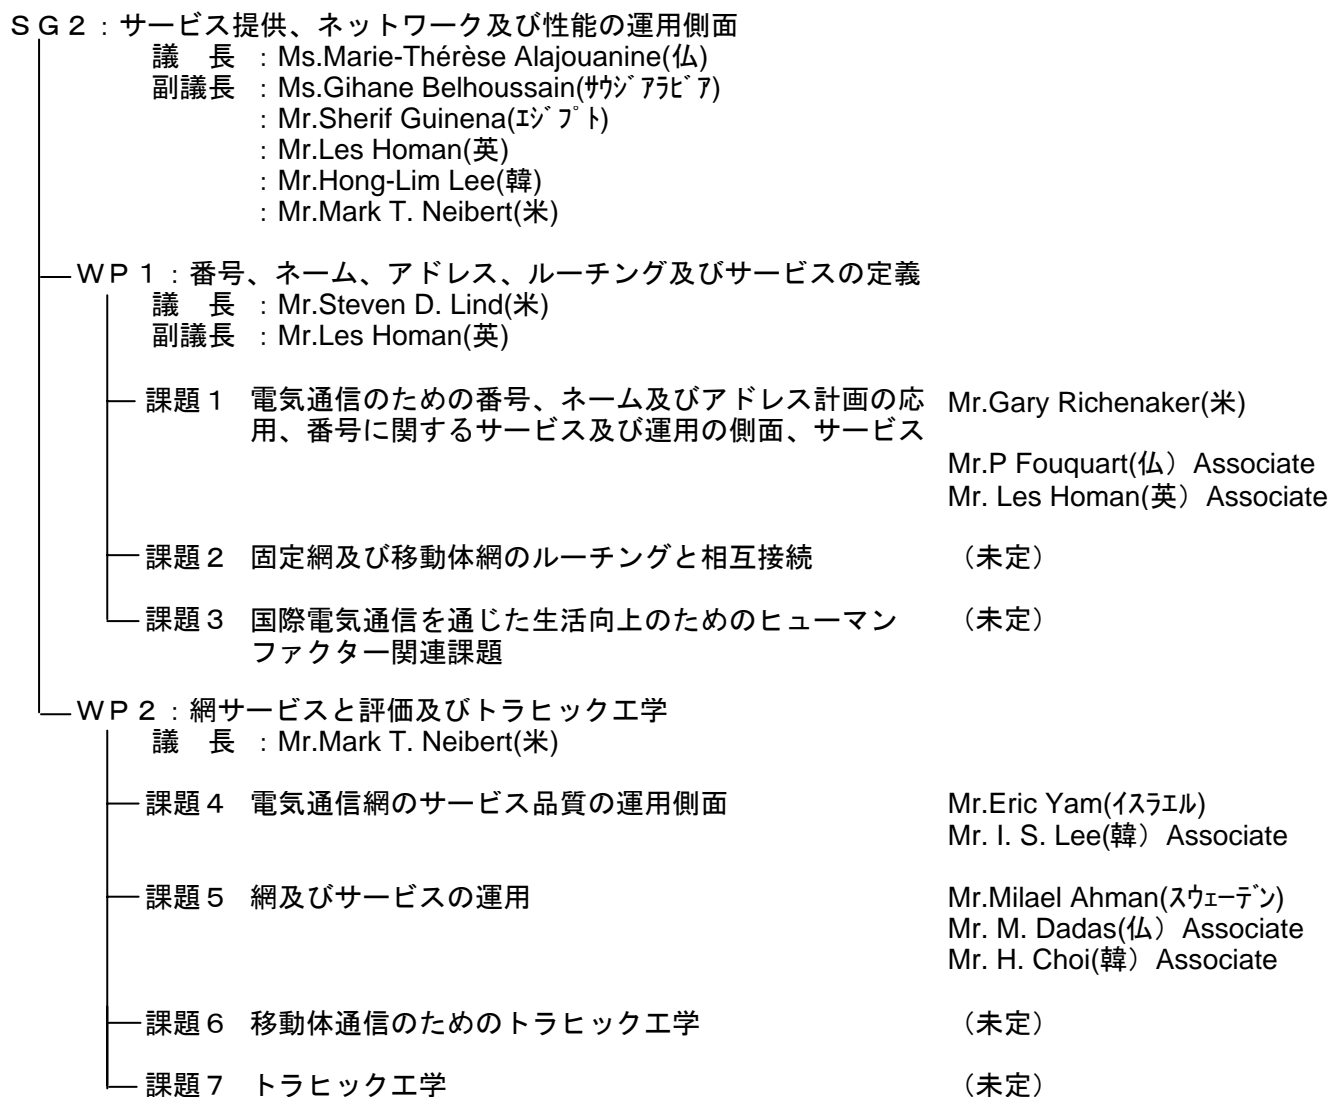 ＳＧ２：サービス提供、ネットワーク及び性能の運用側面
議　長　：Ms.Marie-Thérèse Alajouanine(仏)
副議長　：Ms.Gihane Belhoussain(ｻｳｼﾞｱﾗﾋﾞｱ)
：Mr.Sherif Guinena(ｴｼﾞﾌﾟﾄ)
：Mr.Les Homan(英)
：Mr.Hong-Lim Lee(韓)
：Mr.Mark T. Neibert(米)
ＷＰ１：番号、ネーム、アドレス、ルーチング及びサービスの定義
議　長　：Mr.Steven D. Lind(米)
副議長　：Mr.Les Homan(英)
課題１　電気通信のための番号、ネーム及びアドレス計画の応　Mr.Gary Richenaker(米)
用、番号に関するサービス及び運用の側面、サービス
Mr.P Fouquart(仏）Associate
Mr. Les Homan(英）Associate
課題２　固定網及び移動体網のルーチングと相互接続　（未定）
課題３　国際電気通信を通じた生活向上のためのヒューマン　（未定）
ファクター関連課題
ＷＰ２：網サービスと評価及びトラヒック工学
議　長　：Mr.Mark T. Neibert(米)
課題４　電気通信網のサービス品質の運用側面　Mr.Eric Yam(ｲｽﾗｴﾙ)
Mr. I. S. Lee(韓）Associate
課題５　網及びサービスの運用　Mr.Milael Ahman(ｽｳｪｰﾃﾞﾝ)
Mr. M. Dadas(仏）Associate
Mr. H. Choi(韓）Associate
課題６　移動体通信のためのトラヒック工学　（未定）
課題７　トラヒック工学　（未定）